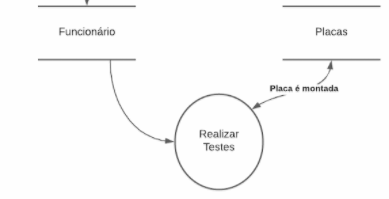 Funcionário
Placas
Placa é montada
Realizar
Testes